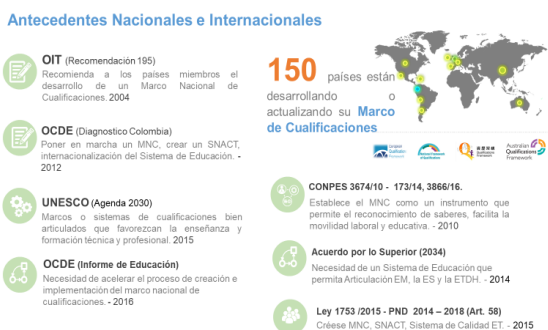 Antecedentes Nacionales e Internacionales
OIT (Recomendación 195)
Recomienda a los países miembros el
desarrollo de un Marco Nacional de
Cualificaciones. 2004
OCDE (Diagnostico Colombia)
Poner en marcha un MNC, crear un SNACT,
internacionalización del Sistema de Educación. -
2012
UNESCO (Agenda 2030)
Marcos o sistemas de cualificaciones bien
articulados que favorezcan la enseñanza y
formación técnica y profesional. 2015
OCDE (Informe de Educación)
Necesidad de acelerar el proceso de creación e
implementación del marco nacional de
cualificaciones. - 2016
150 países están
desarrollando o
actualizando su Marco
de Cualificaciones
Australian
Qualifications
Framework
CONPES 3674/10 - 173/14, 3866/16.
Establece el MNC como un instrumento que
permite el reconocimiento de saberes, facilita la
movilidad laboral y educativa. - 2010
Acuerdo por lo Superior (2034)
Necesidad de un Sistema de Educación que
permita Articulación EM, la ES y la ETDH. - 2014
Ley 1753 /2015 - PND 2014 – 2018 (Art. 58)
Créese MNC, SNACT, Sistema de Calidad ET. - 2015